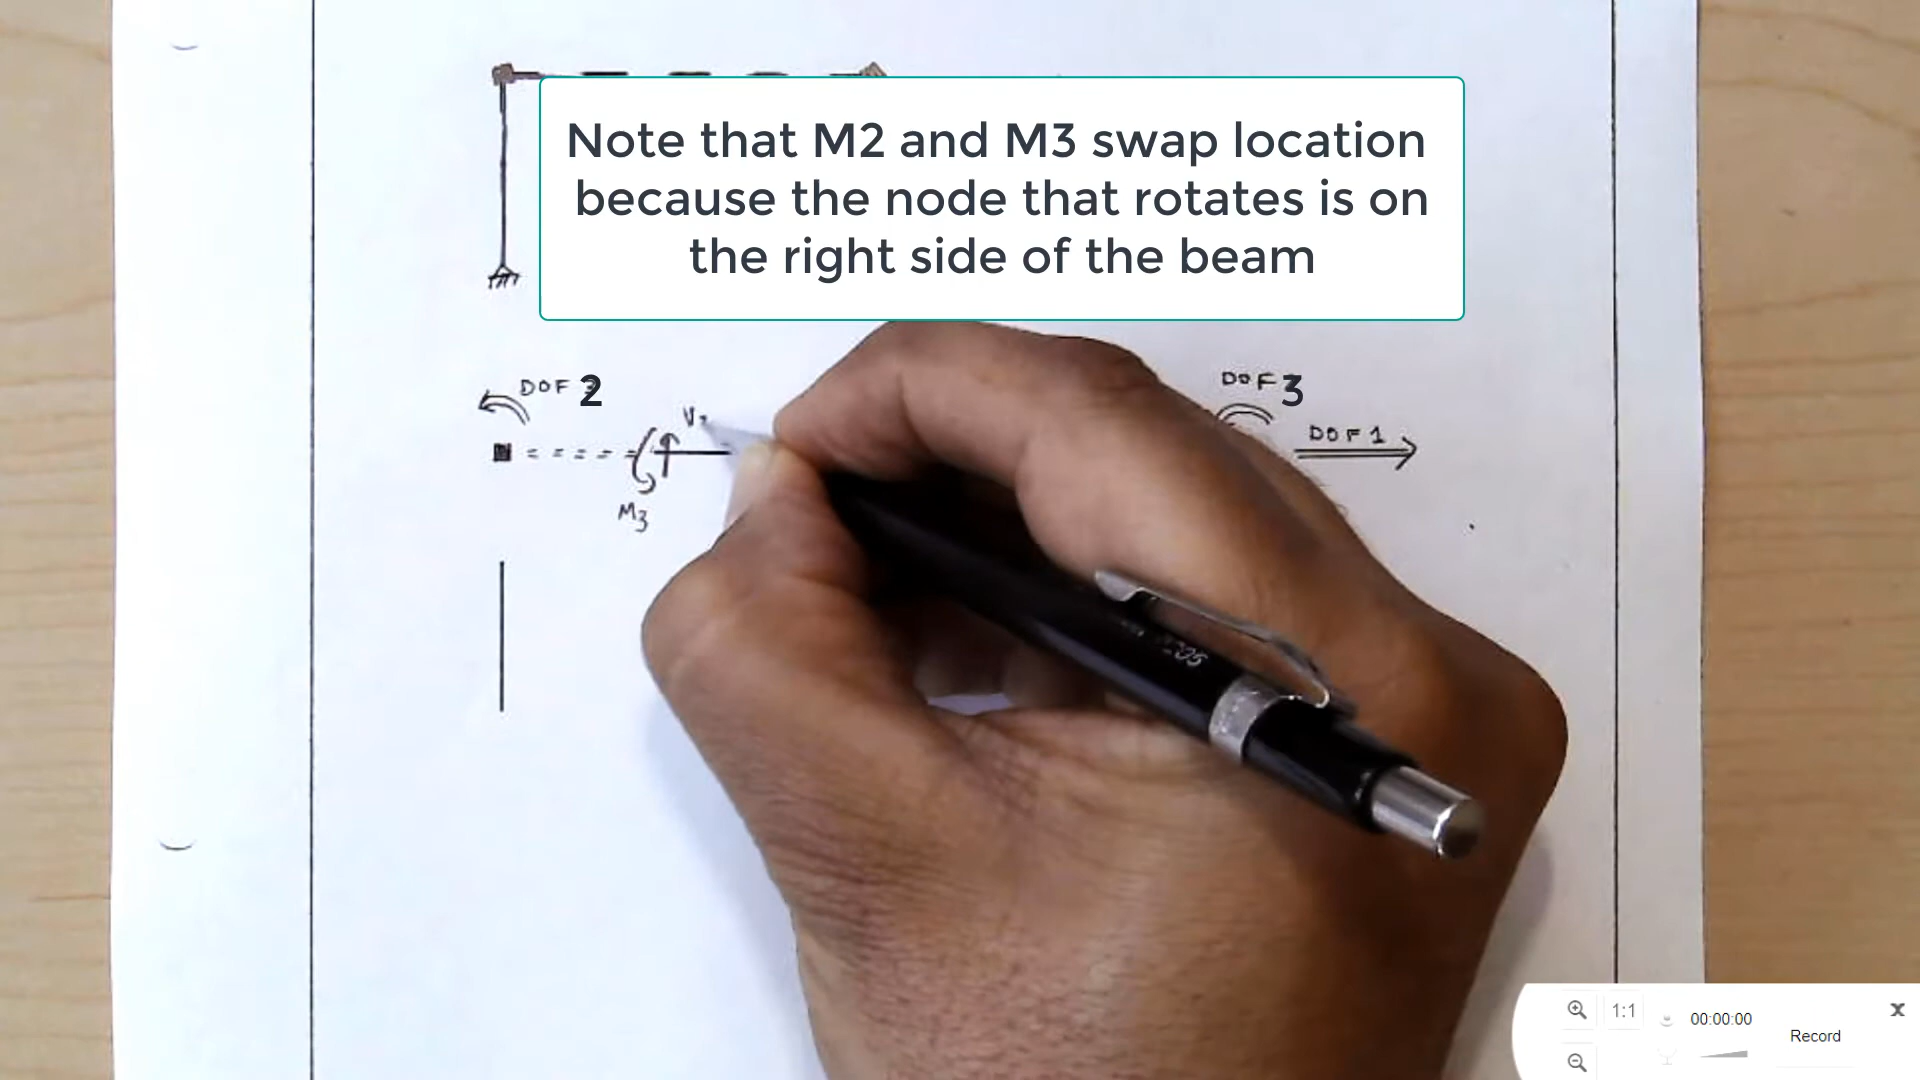 Note that M2 and M3 swap location
because the node that rotates is on
the right side of the beam
DOF 2
DOF 3
DOF 1
M3
1:1
00:00:00
Record
x